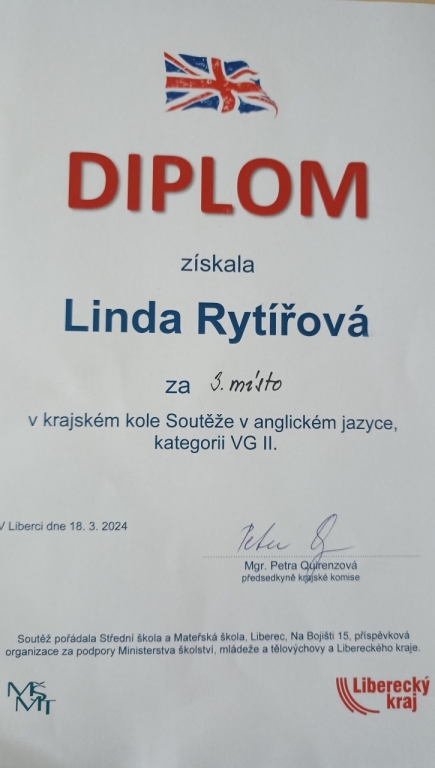 DIPLOM
získala
Linda Rytířová
za 3. místo
v krajském kole Soutěže v anglickém jazyce,
kategorii VG II.
V Liberci dne 18. 3. 2024
Mgr. Petra Quirenzová
předsedkyně krajské komise
Soutěž pořádala Střední škola a Mateřská škola, Liberec, Na Bojišti 15, příspěvková
organizace za podpory Ministerstva školství, mládeže a tělovýchovy a Libereckého kraje.
MŠ
MT
Liberecký
kraj